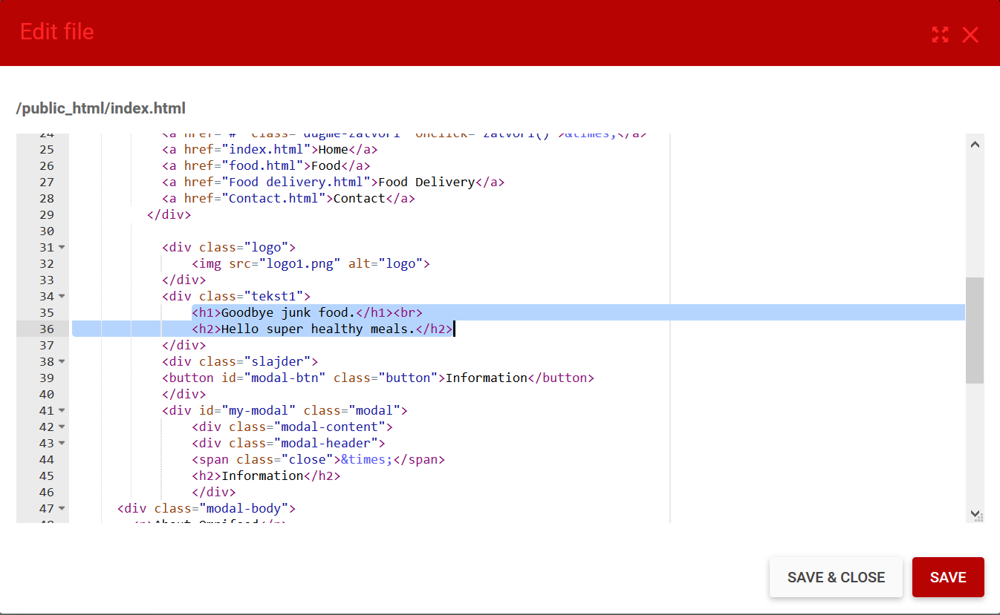 Edit file
/public_html/index.html
24 <a href="#" class="dugme-zatvori" onclick="zatvori()">&times;</a>
25 <a href="index.html">Home</a>
26 <a href="food.html">Food</a>
27 <a href="Food delivery.html">Food Delivery</a>
28 <a href="Contact.html">Contact</a>
29 </div>
30
31 <div class="logo">
32 <img src="logo1.png" alt="logo">
33 </div>
34 <div class="tekst1">
35 <h1>Goodbye junk food.</h1><br>
36 <h2>Hello super healthy meals.</h2>
37 </div>
38 <div class="slajder">
39 <button id="modal-btn" class="button">Information</button>
40 </div>
41 <div id="my-modal" class="modal">
42 <div class="modal-content">
43 <div class="modal-header">
44 <span class="close">&times;</span>
45 <h2>Information</h2>
46 </div>
47 <div class="modal-body">
48 <p>About Omnifood</p>
SAVE & CLOSE
SAVE